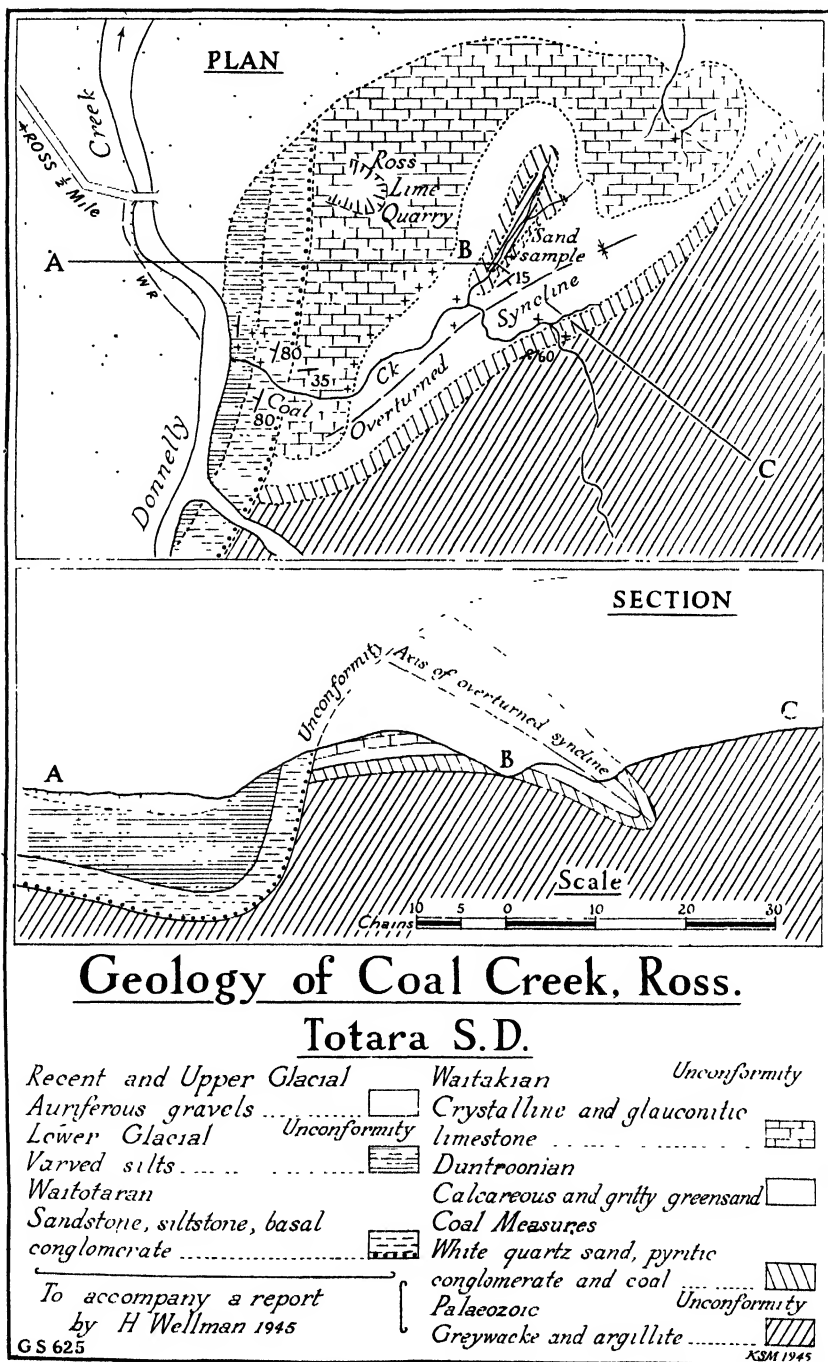 PLAN
Creek
+ROSS ½ Mile
Ross
Lime
Quarry
A
B
Sand
sample
WR
15
Syncline
80
35
Ck
60
Coal
80
Overturned
C
Donnelly
SECTION
Unconformity
Axis of overturned syncline
A
B
C
Scale
Chains
10 5 0 10 20 30
Geology of Coal Creek, Ross.
Totara S.D.
Recent and Upper Glacial
Auriferous gravels
Lower Glacial Unconformity
Varved silts
Waitotaran
Sandstone, siltstone, basal
conglomerate
To accompany a report
by H Wellman 1945
GS 625
Waitakian Unconformity
Crystalline and glauconitic
limestone
Duntroonian
Calcareous and gritty greensand
Coal Measures
White quartz sand, pyritic
conglomerate and coal
Palaeozoic Unconformity
Greywacke and argillite
KSM 1945